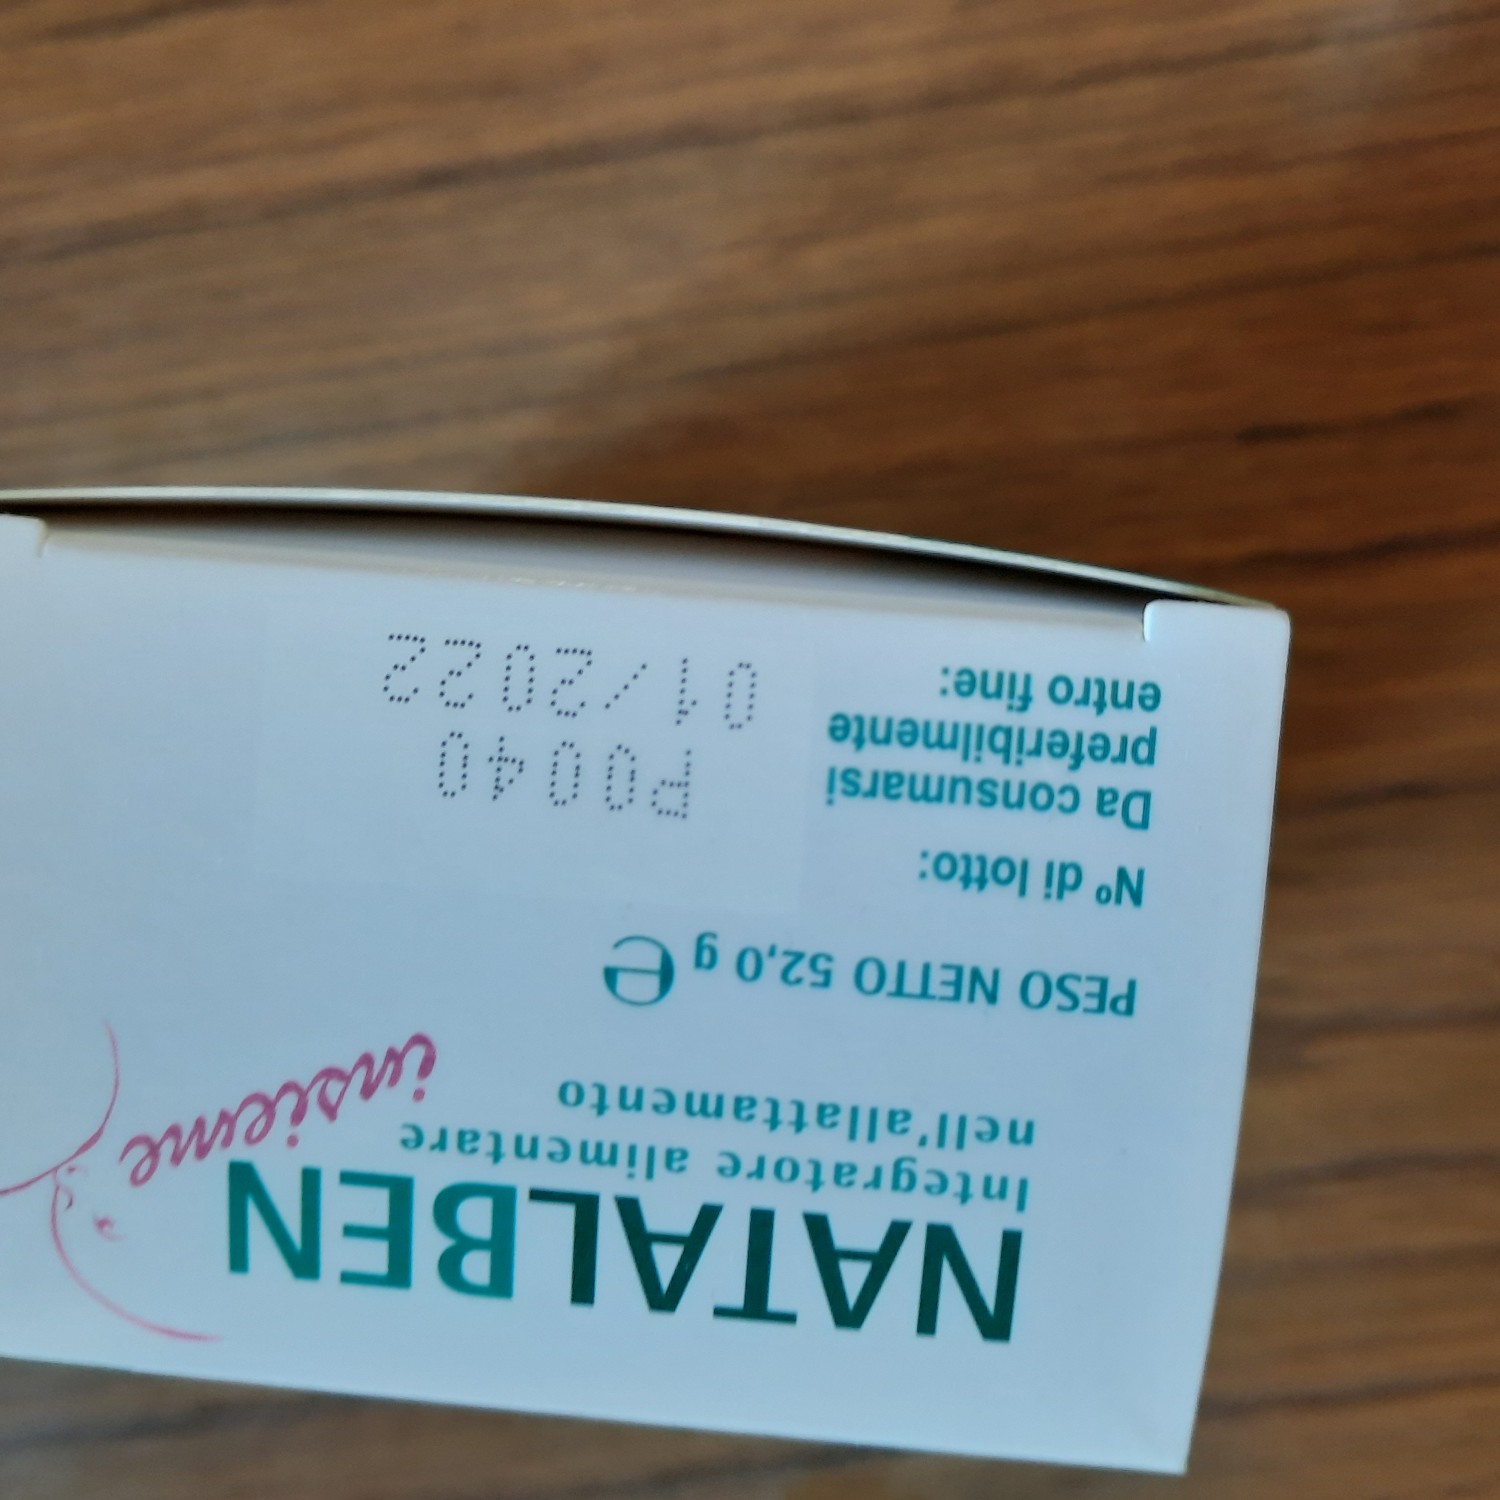 NATALBEN
insieme
Integratore alimentare
nell'allattamento
PESO NETTO 52,0 g e
N° di lotto:
P0040
Da consumarsi
preferibilmente
entro fine:
01/2022